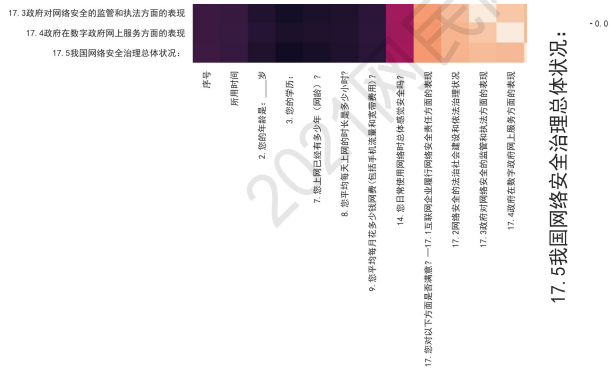 17.3政府对网络安全的监管和执法方面的表现
17.4政府在数字政府网上服务方面的表现
17.5我国网络安全治理总体状况：
- 0.0
序号
所用时间
2.您的年龄是：____岁
3.您的学历：
7.您上网已经有多少年（网龄）？
8.您平均每天上网的时长是多少小时？
9.您平均每月花多少钱网费(包括手机流量和宽带费用)？
14.您日常使用网络时总体感觉安全吗？
17.您对以下方面是否满意？—17.1互联网企业履行网络安全责任方面的表现
17.2网络安全的法治社会建设和依法治理状况
17.3政府对网络安全的监管和执法方面的表现
17.4政府在数字政府网上服务方面的表现
17.5我国网络安全治理总体状况：
2021网民